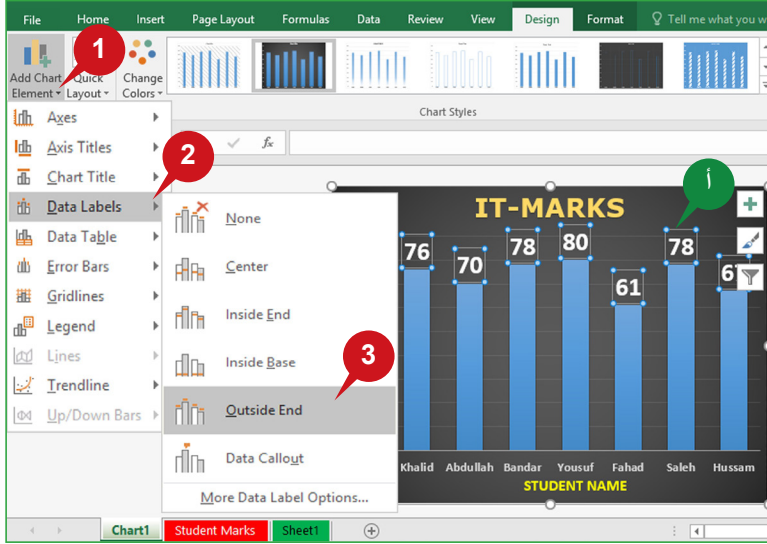 File Home Insert Page Layout Formulas Data Review View Design Format Tell me what you w
1
Add Chart Element
Quick Layout
Change Colors
Chart Styles
fx
Axes
Axis Titles
Chart Title
Data Labels
Data Table
Error Bars
Gridlines
Legend
Lines
Trendline
Up/Down Bars
2
None
Center
Inside End
Inside Base
Outside End
Data Callout
More Data Label Options...
3
أ
IT-MARKS
76 70 78 80 61 78
Khalid Abdullah Bandar Yousuf Fahad Saleh Hussam
STUDENT NAME
Chart1 Student Marks Sheet1